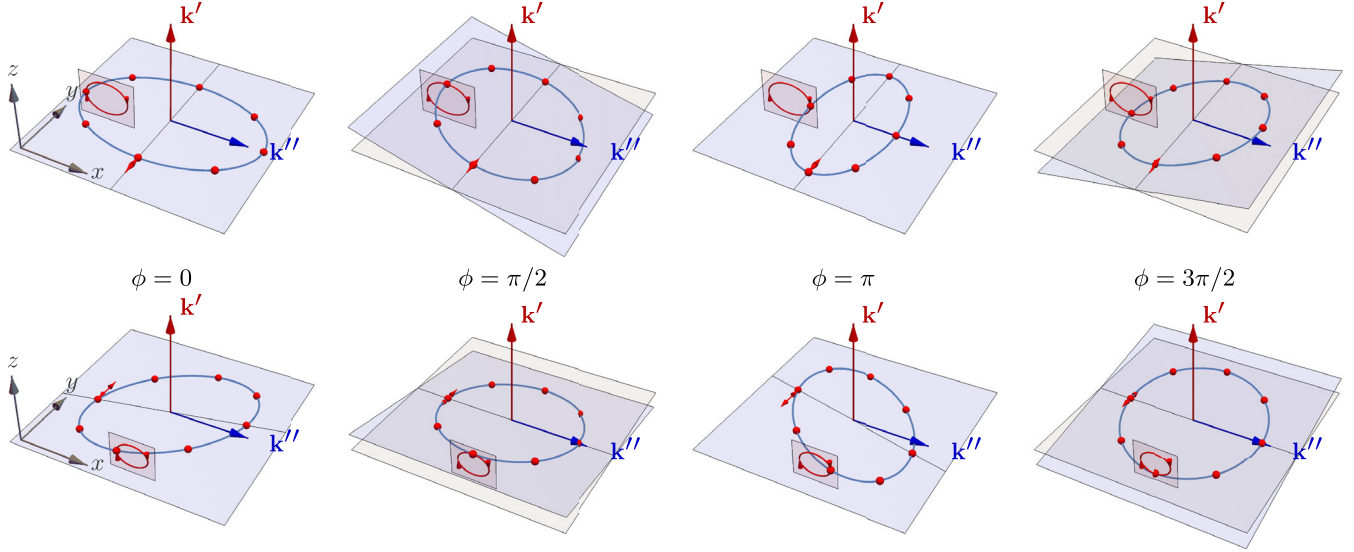 k′ k′ k′ k′
z
y
x
k′′ k′′ k′′ k′′
ϕ = 0 ϕ = π/2 ϕ = π ϕ = 3π/2
k′ k′ k′ k′
z
y
x
k′′ k′′ k′′ k′′